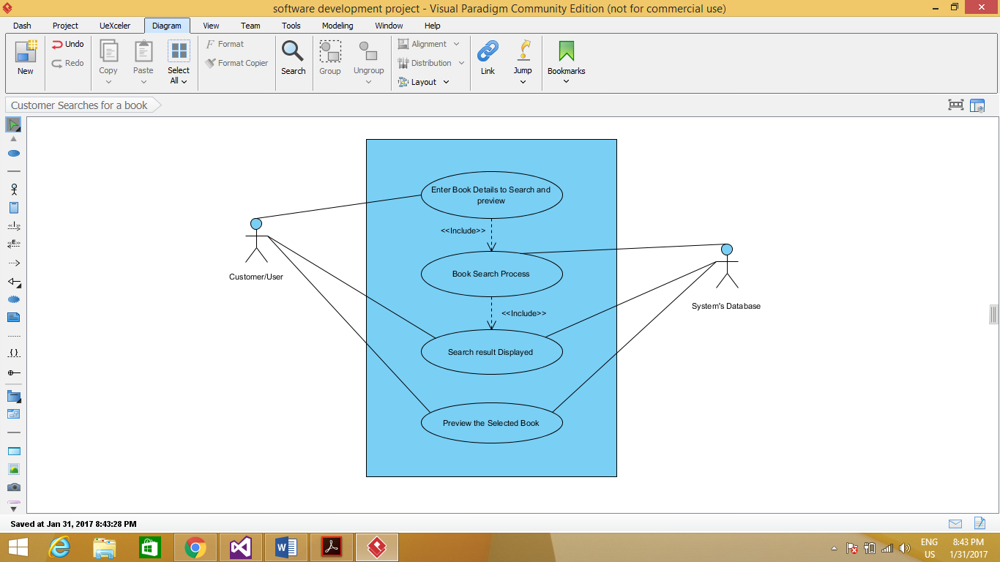 software development project - Visual Paradigm Community Edition (not for commercial use)
Dash Project UeXceler Diagram View Team Tools Modeling Window Help
New
Undo
Redo
Copy
Paste
Select
All
Format
Format Copier
Search
Group
Ungroup
Alignment
Distribution
Layout
Link
Jump
Bookmarks
Customer Searches for a book
Enter Book Details to Search and
preview
<<Include>>
Customer/User
Book Search Process
System's Database
<<Include>>
Search result Displayed
Preview the Selected Book
Saved at Jan 31, 2017 8:43:28 PM
ENG
US
8:43 PM
1/31/2017